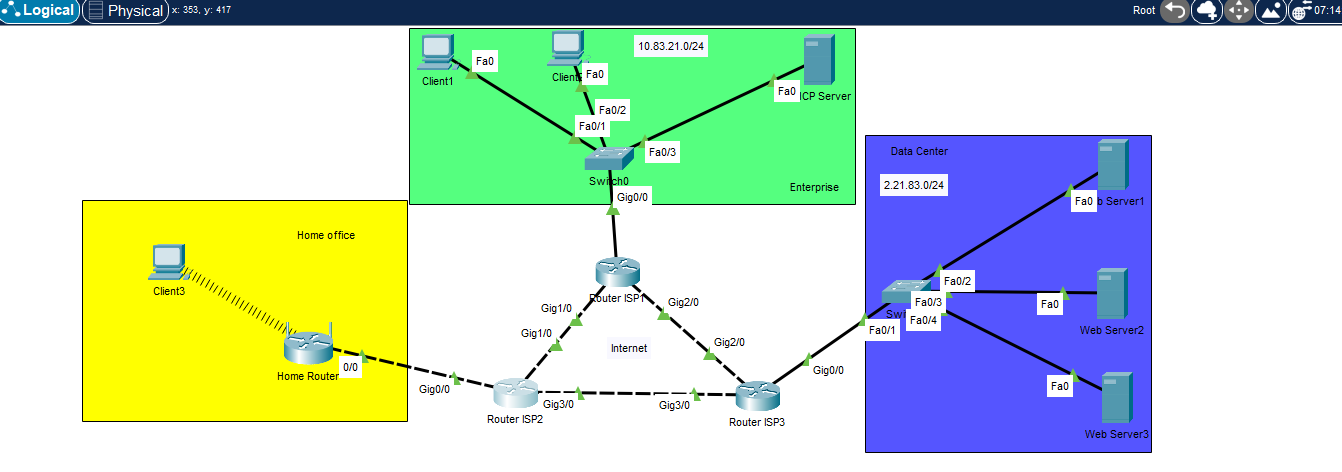 Logical
Physical
x: 353, y: 417
Root
07:14
10.83.21.0/24
Client1
Fa0
Fa0
Fa0
CP Server
Fa0/2
Fa0/1
Fa0/3
Switch0
Gig0/0
Enterprise
Data Center
2.21.83.0/24
Fa0
b Server1
Home office
Client3
Router ISP1
Gig1/0
Gig2/0
Gig1/0
Gig2/0
Internet
Fa0/2
Fa0/3
Fa0/4
Fa0/1
Fa0
Web Server2
Home Router
0/0
Gig0/0
Gig0/0
Gig3/0
Gig3/0
Router ISP2
Router ISP3
Fa0
Web Server3